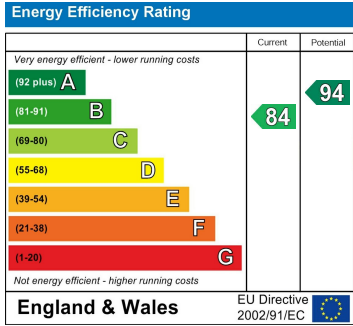 Energy Efficiency Rating
Current Potential
Very energy efficient - lower running costs
(92 plus) A
(81-91) B
(69-80) C
(55-68) D
(39-54) E
(21-38) F
(1-20) G
84
94
Not energy efficient - higher running costs
England & Wales
EU Directive
2002/91/EC